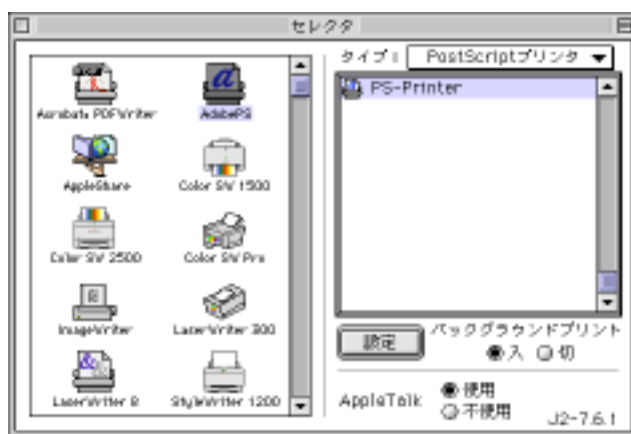 セレクタ
Acrobat™ PDFWriter
AdobePS
AppleShare
Color SW 1500
Color SW 2500
Color SW Pro
ImageWriter
LaserWriter 300
LaserWriter 8
StyleWriter 1200
タイプ： PostScriptプリンタ
PS-Printer
設定
バックグラウンドプリント
入 切
AppleTalk
使用
不使用
J2-7.6.1